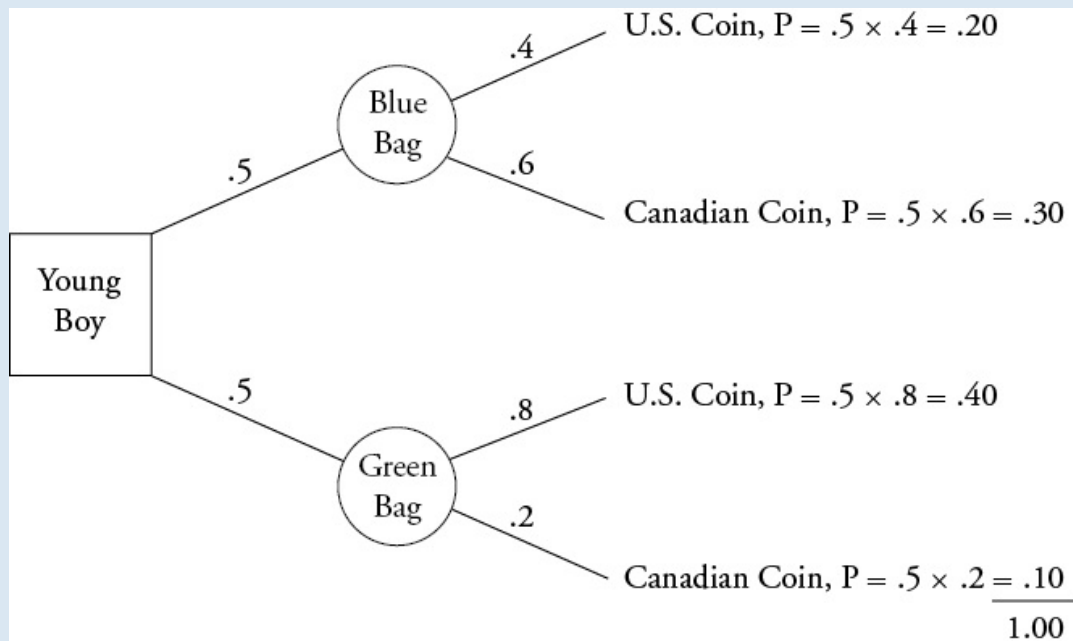 U.S. Coin, P = .5 × .4 = .20
.4
Blue
Bag
.5
.6
Canadian Coin, P = .5 × .6 = .30
Young
Boy
.5
U.S. Coin, P = .5 × .8 = .40
.8
Green
Bag
.2
Canadian Coin, P = .5 × .2 = .10
1.00